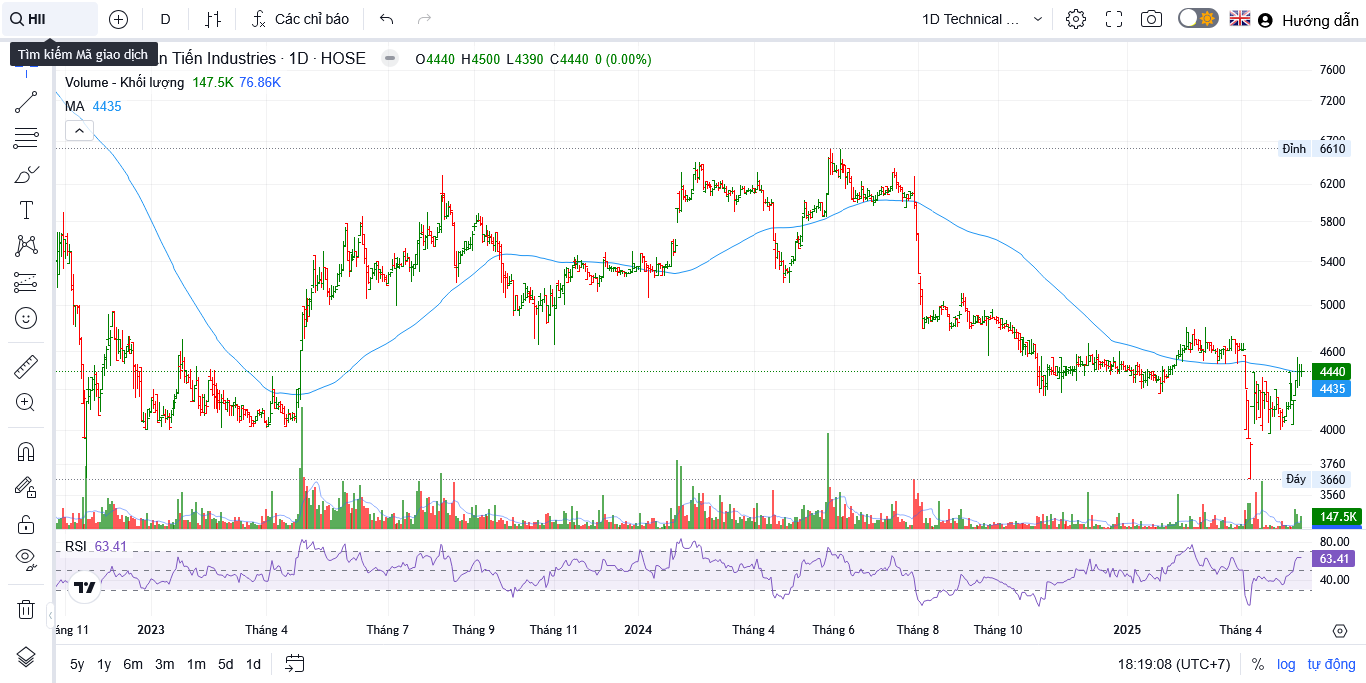 HII
D
Các chỉ báo
1D Technical ...
Hướng dẫn
Tìm kiếm Mã giao dịch
n Tiến Industries · 1D · HOSE
O4440 H4500 L4390 C4440 0 (0.00%)
Volume - Khối lượng 147.5K 76.86K
MA 4435
7600
7200
Đỉnh 6610
6200
5800
5400
5000
4600
4440
4435
4000
3760
Đáy 3660
3560
147.5K
RSI 63.41
80.00
63.41
40.00
áng 11 2023 Tháng 4 Tháng 7 Tháng 9 Tháng 11 2024 Tháng 4 Tháng 6 Tháng 8 Tháng 10 2025 Tháng 4
5y 1y 6m 3m 1m 5d 1d
18:19:08 (UTC+7) % log tự động